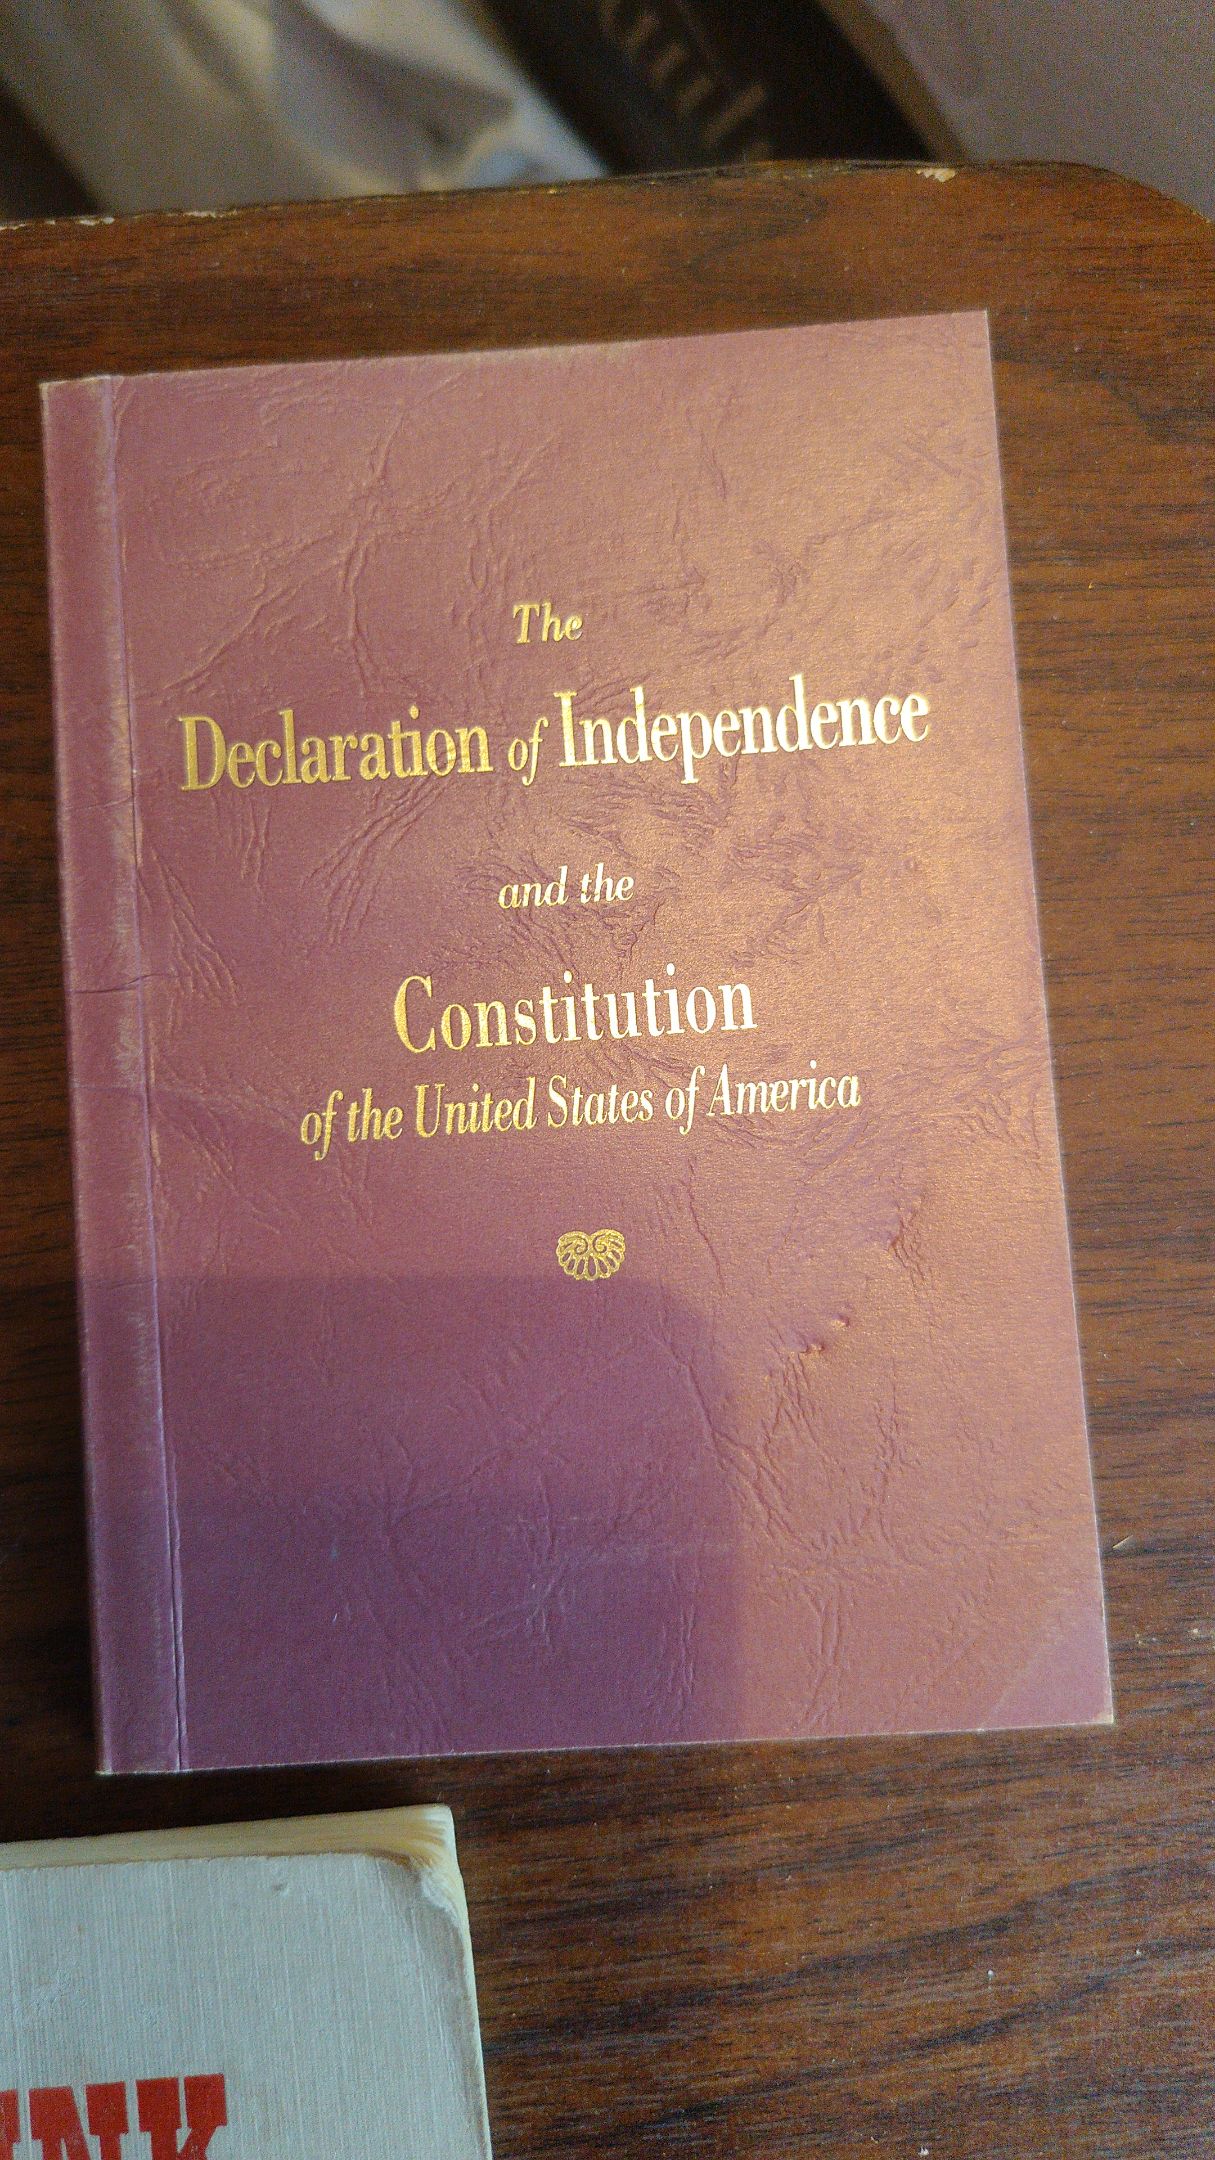 The
Declaration of Independence
and the
Constitution
of the United States of America